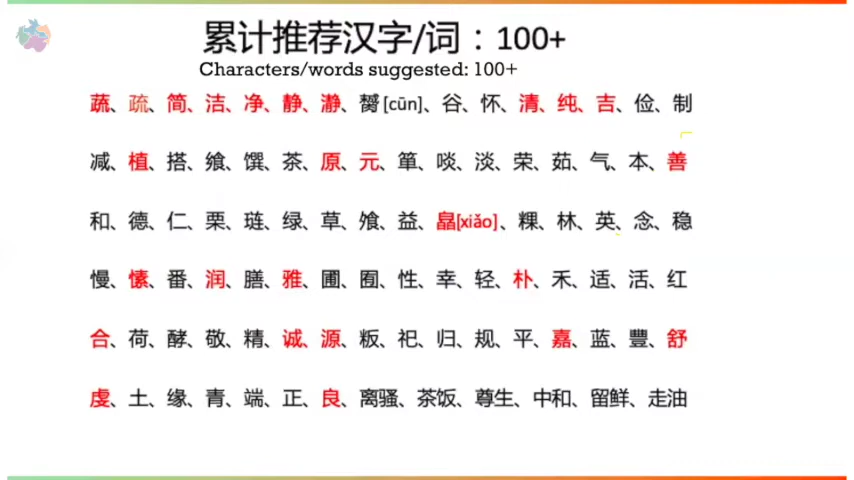 累计推荐汉字/词：100+
Characters/words suggested: 100+
蔬、疏、简、洁、净、静、瀞、膥[cūn]、谷、怀、清、纯、吉、俭、制
减、植、搭、飨、馔、茶、原、元、箪、啖、淡、荣、茹、气、本、善
和、德、仁、栗、琏、绿、草、飧、益、皛[xiǎo]、粿、林、英、念、稳
慢、愫、番、润、膳、雅、圃、囿、性、幸、轻、朴、禾、适、活、红
合、荷、酵、敬、精、诚、源、粄、祀、归、规、平、嘉、蓝、豐、舒
虔、土、缘、青、端、正、良、离骚、茶饭、尊生、中和、留鲜、走油